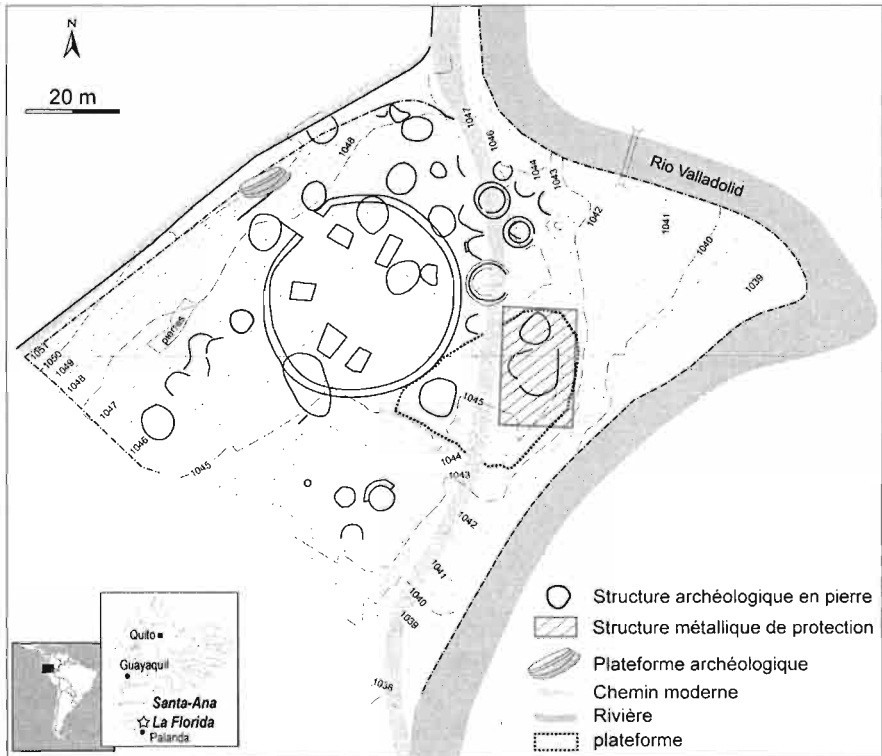 N
20 m
1047
1046
1048
1044
1043
Rio Valladolid
1042
1041
1040
1039
pierres
1051
1050
1049
1048
1047
1046
1045
1045
1044
1043
1042
1041
1040
1039
1038
Quito
Guayaquil
Santa-Ana
La Florida
Palanda
Structure archéologique en pierre
Structure métallique de protection
Plateforme archéologique
Chemin moderne
Rivière
plateforme